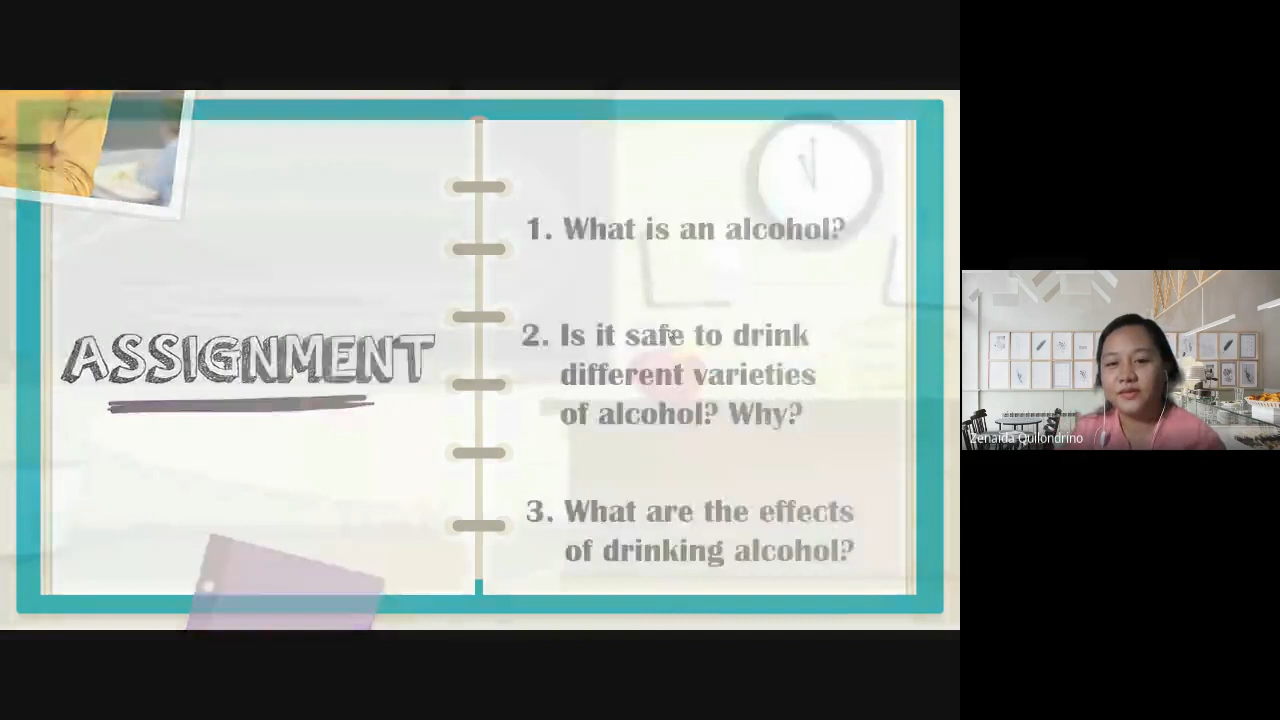 ASSIGNMENT
1. What is an alcohol?
2. Is it safe to drink
different varieties
of alcohol? Why?
3. What are the effects
of drinking alcohol?
Zenaida Quilondrino